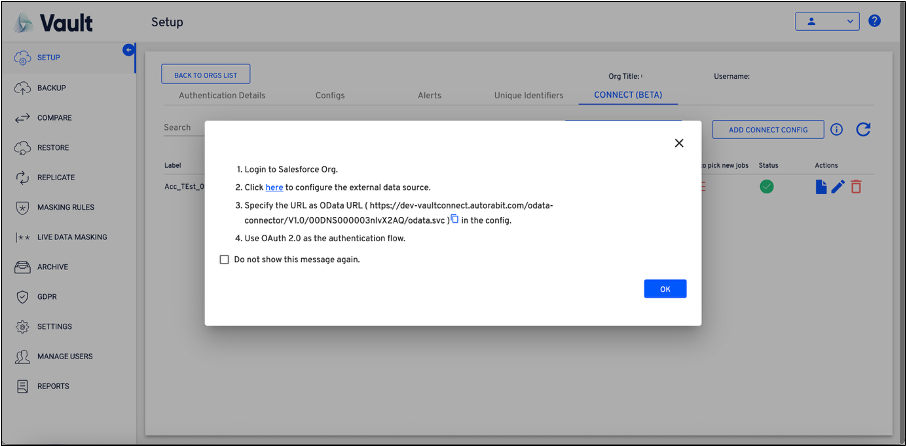 Vault
Setup
SETUP
BACKUP
COMPARE
RESTORE
REPLICATE
MASKING RULES
LIVE DATA MASKING
ARCHIVE
GDPR
SETTINGS
MANAGE USERS
REPORTS
BACK TO ORGS LIST
Org Title:
Username:
Authentication Details
Configs
Alerts
Unique Identifiers
CONNECT (BETA)
Search
ADD CONNECT CONFIG
Label
to pick new jobs
Status
Actions
Acc_TEst_0
1. Login to Salesforce Org.
2. Click here to configure the external data source.
3. Specify the URL as OData URL ( https://dev-vaultconnect.autorabit.com/odata-
connector/V1.0/00DNS000003nlvX2AQ/odata.svc ) in the config.
4. Use OAuth 2.0 as the authentication flow.
Do not show this message again.
OK